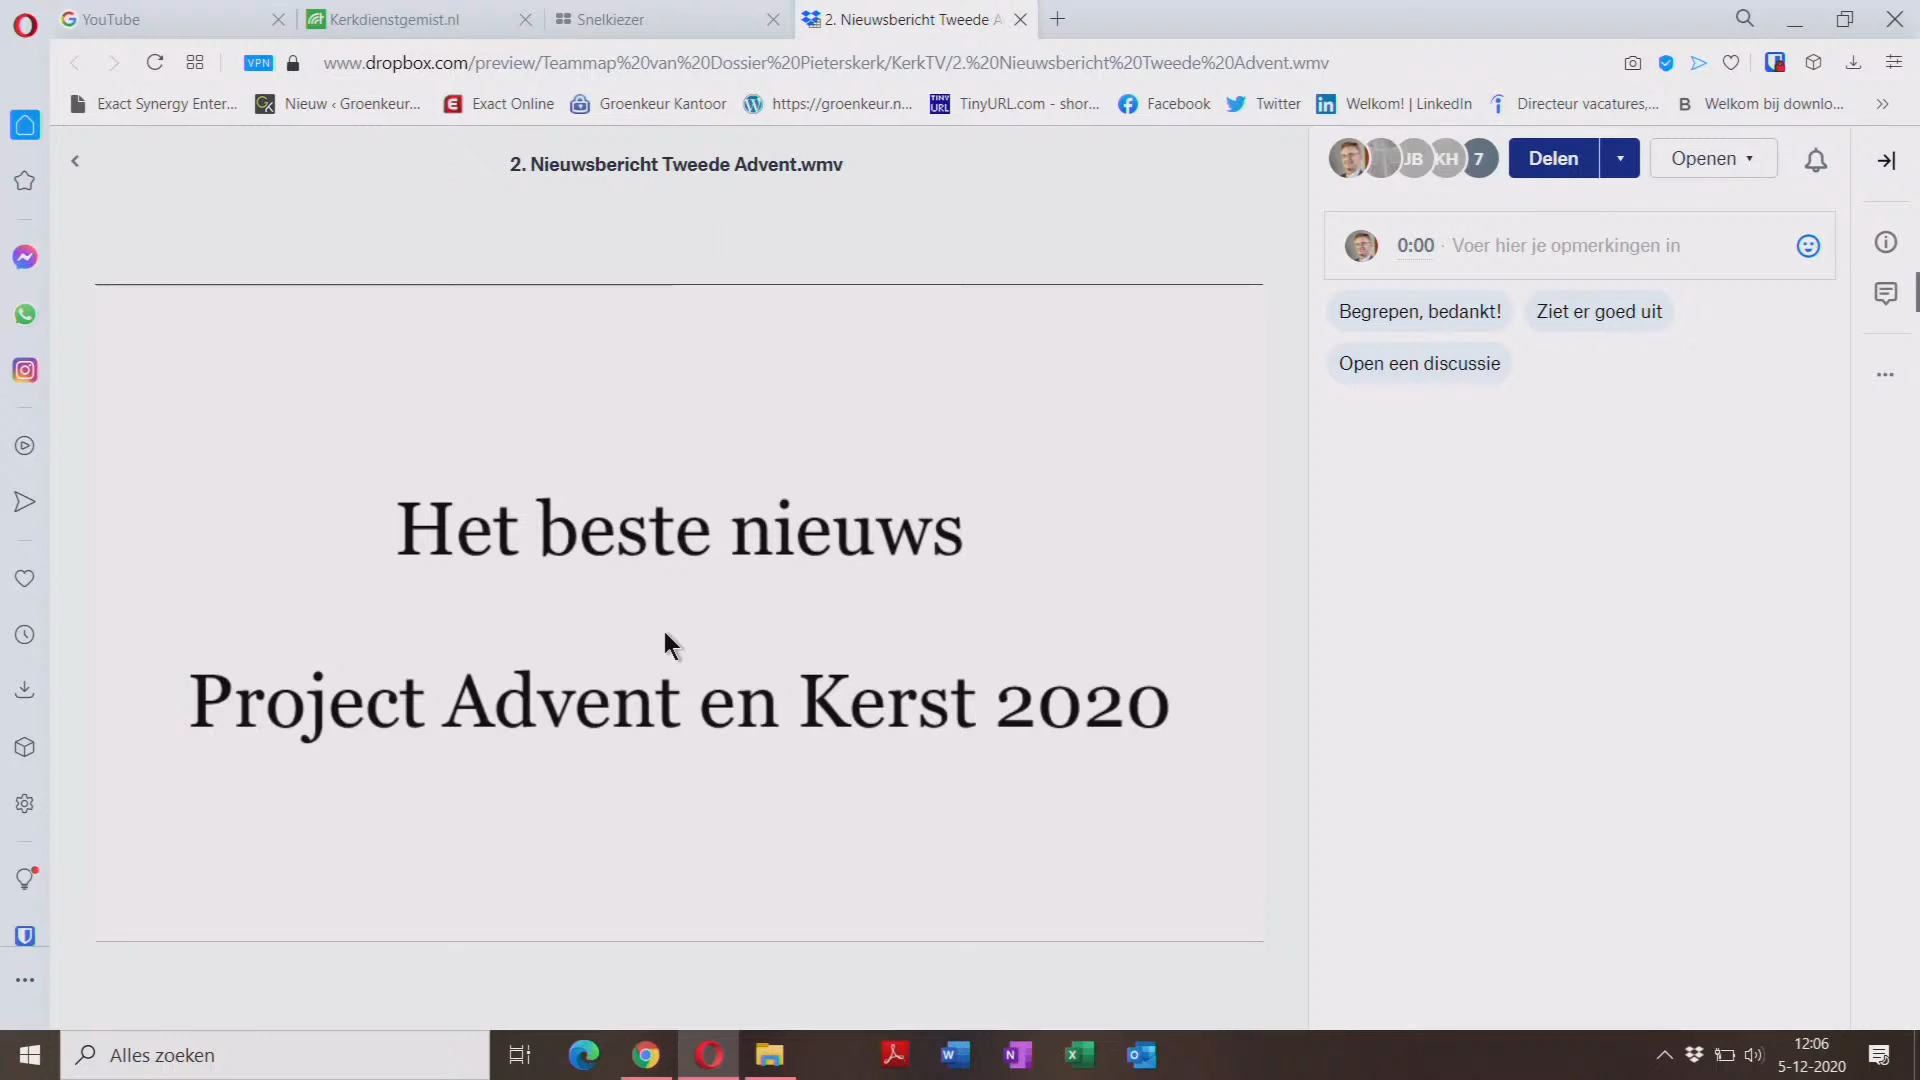 YouTube
Kerkdienstgemist.nl
Snelkiezer
2. Nieuwsbericht Tweede A
VPN
www.dropbox.com/preview/Teammap%20van%20Dossier%20Pieterskerk/KerkTV/2.%20Nieuwsbericht%20Tweede%20Advent.wmv
Exact Synergy Enter...
Nieuw ‹ Groenkeur...
Exact Online
Groenkeur Kantoor
https://groenkeur.n...
TinyURL.com - shor...
Facebook
Twitter
Welkom! | LinkedIn
Directeur vacatures,...
Welkom bij downlo...
2. Nieuwsbericht Tweede Advent.wmv
JB
KH
7
Delen
Openen
0:00 · Voer hier je opmerkingen in
Begrepen, bedankt!
Ziet er goed uit
Open een discussie
Het beste nieuws
Project Advent en Kerst 2020
Alles zoeken
12:06
5-12-2020